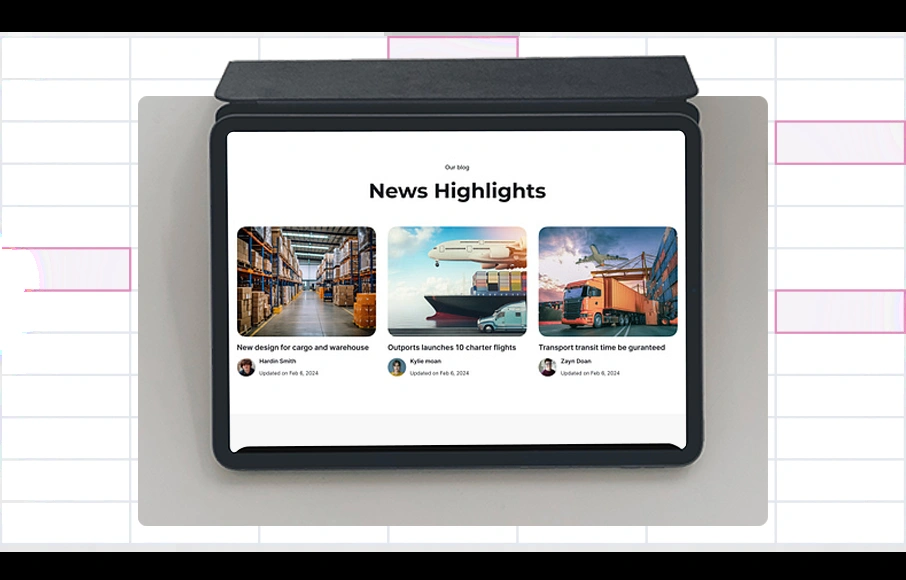 Our blog
News Highlights
New design for cargo and warehouse
Hardin Smith
Updated on Feb 8, 2024
Outports launches 10 charter flights
Kylie moan
Updated on Feb 6, 2024
Transport transit time be guranteed
Zayn Doan
Updated on Feb 8, 2024